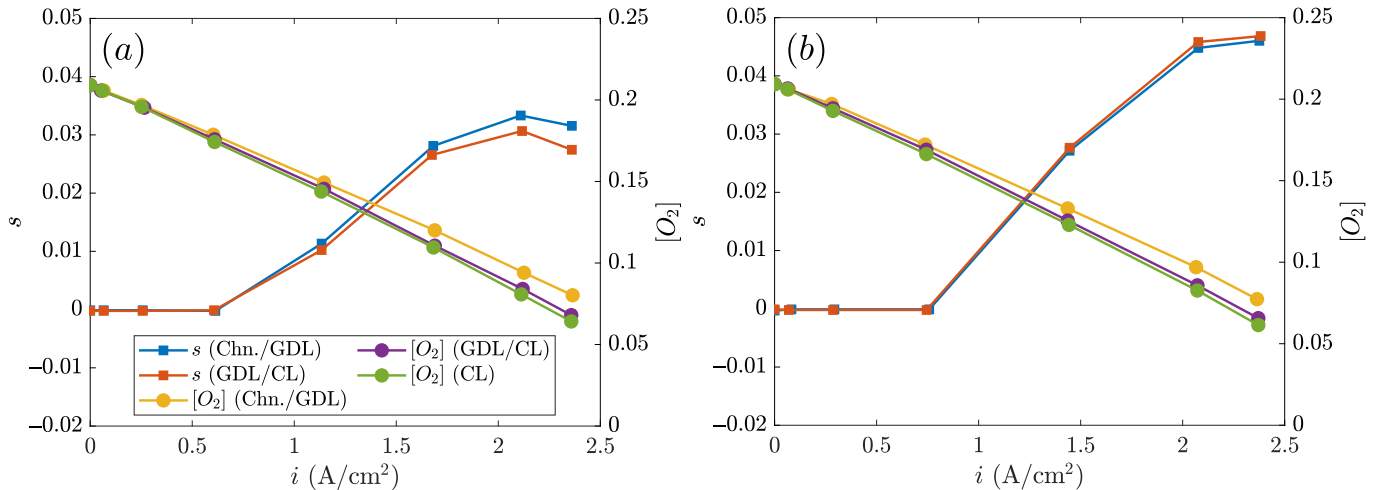 (a)
0.05
0.04
0.03
0.02
0.01
0
−0.01
−0.02
s
0.25
0.2
0.15
0.1
0.05
0
[O₂]
0 0.5 1 1.5 2 2.5
i (A/cm²)
s (Chn./GDL)
s (GDL/CL)
[O₂] (Chn./GDL)
[O₂] (GDL/CL)
[O₂] (CL)
(b)
0.05
0.04
0.03
0.02
0.01
0
−0.01
−0.02
s
0.25
0.2
0.15
0.1
0.05
0
[O₂]
0 0.5 1 1.5 2 2.5
i (A/cm²)